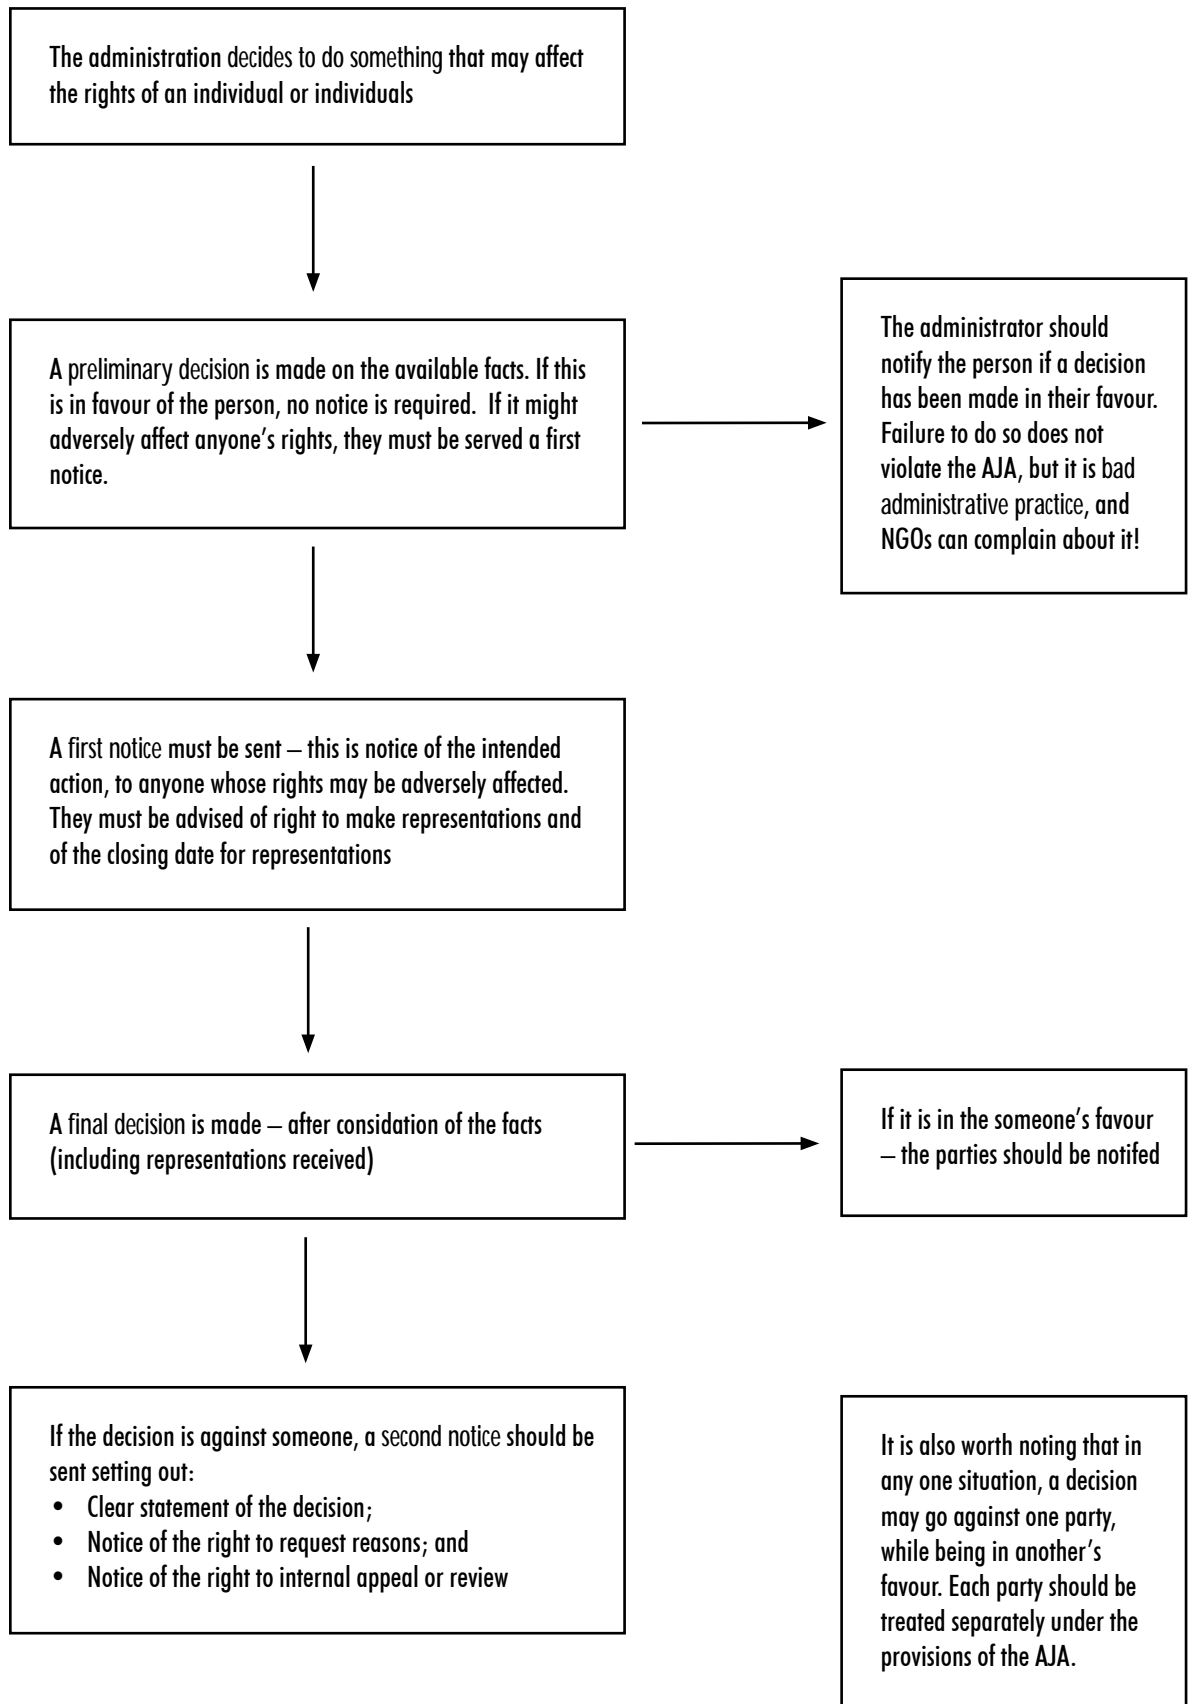 The administration decides to do something that may affect
the rights of an individual or individuals
A preliminary decision is made on the available facts. If this
is in favour of the person, no notice is required.  If it might
adversely affect anyone's rights, they must be served a first
notice.
The administrator should
notify the person if a decision
has been made in their favour.
Failure to do so does not
violate the AJA, but it is bad
administrative practice, and
NGOs can complain about it!
A first notice must be sent – this is notice of the intended
action, to anyone whose rights may be adversely affected.
They must be advised of right to make representations and
of the closing date for representations
A final decision is made – after considation of the facts
(including representations received)
If it is in the someone's favour
– the parties should be notifed
If the decision is against someone, a second notice should be
sent setting out:
• Clear statement of the decision;
• Notice of the right to request reasons; and
• Notice of the right to internal appeal or review
It is also worth noting that in
any one situation, a decision
may go against one party,
while being in another's
favour. Each party should be
treated separately under the
provisions of the AJA.